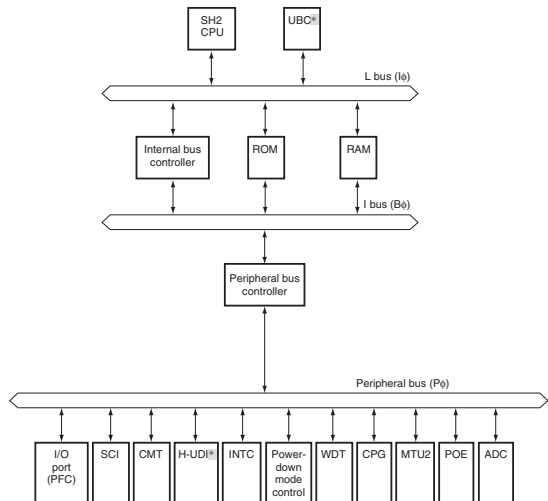 SH2
CPU
UBC*
L bus (Iϕ)
Internal bus
controller
ROM
RAM
I bus (Bϕ)
Peripheral bus
controller
Peripheral bus (Pϕ)
I/O
port
(PFC)
SCI
CMT
H-UDI*
INTC
Power-
down
mode
control
WDT
CPG
MTU2
POE
ADC